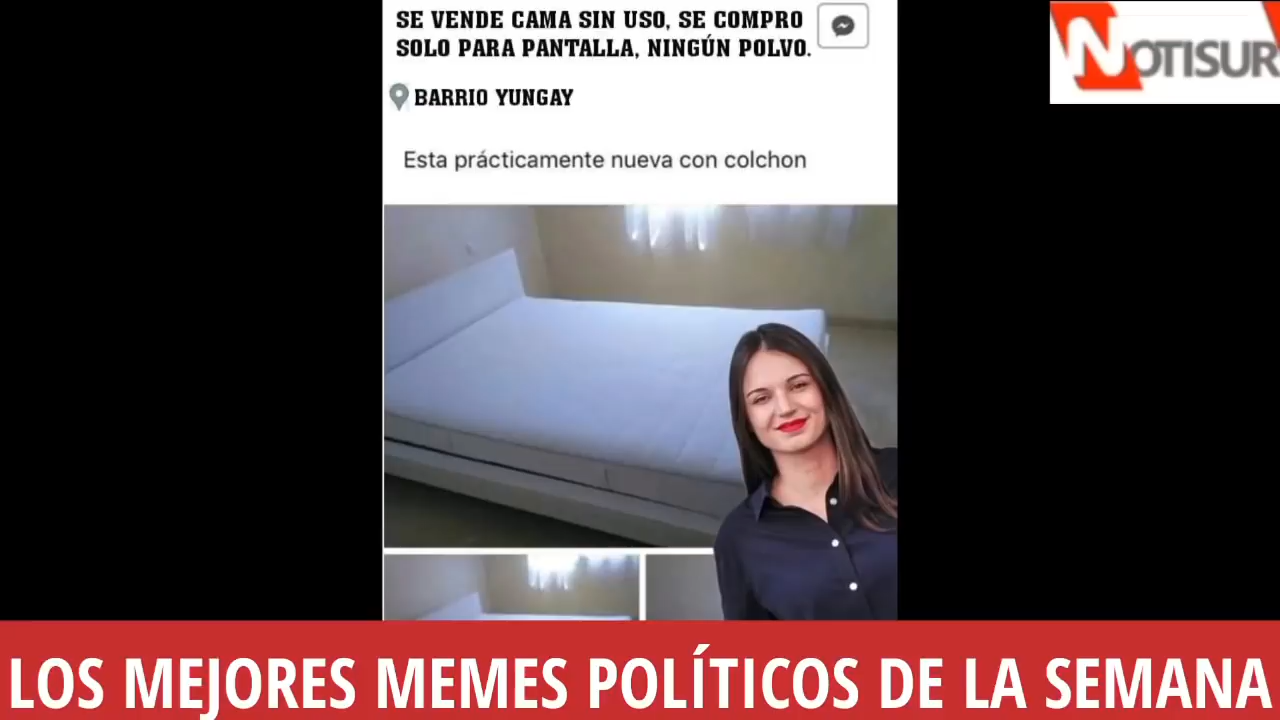 SE VENDE CAMA SIN USO, SE COMPRO
SOLO PARA PANTALLA, NINGÚN POLVO.
BARRIO YUNGAY
Esta prácticamente nueva con colchon
NOTISUR
LOS MEJORES MEMES POLÍTICOS DE LA SEMANA